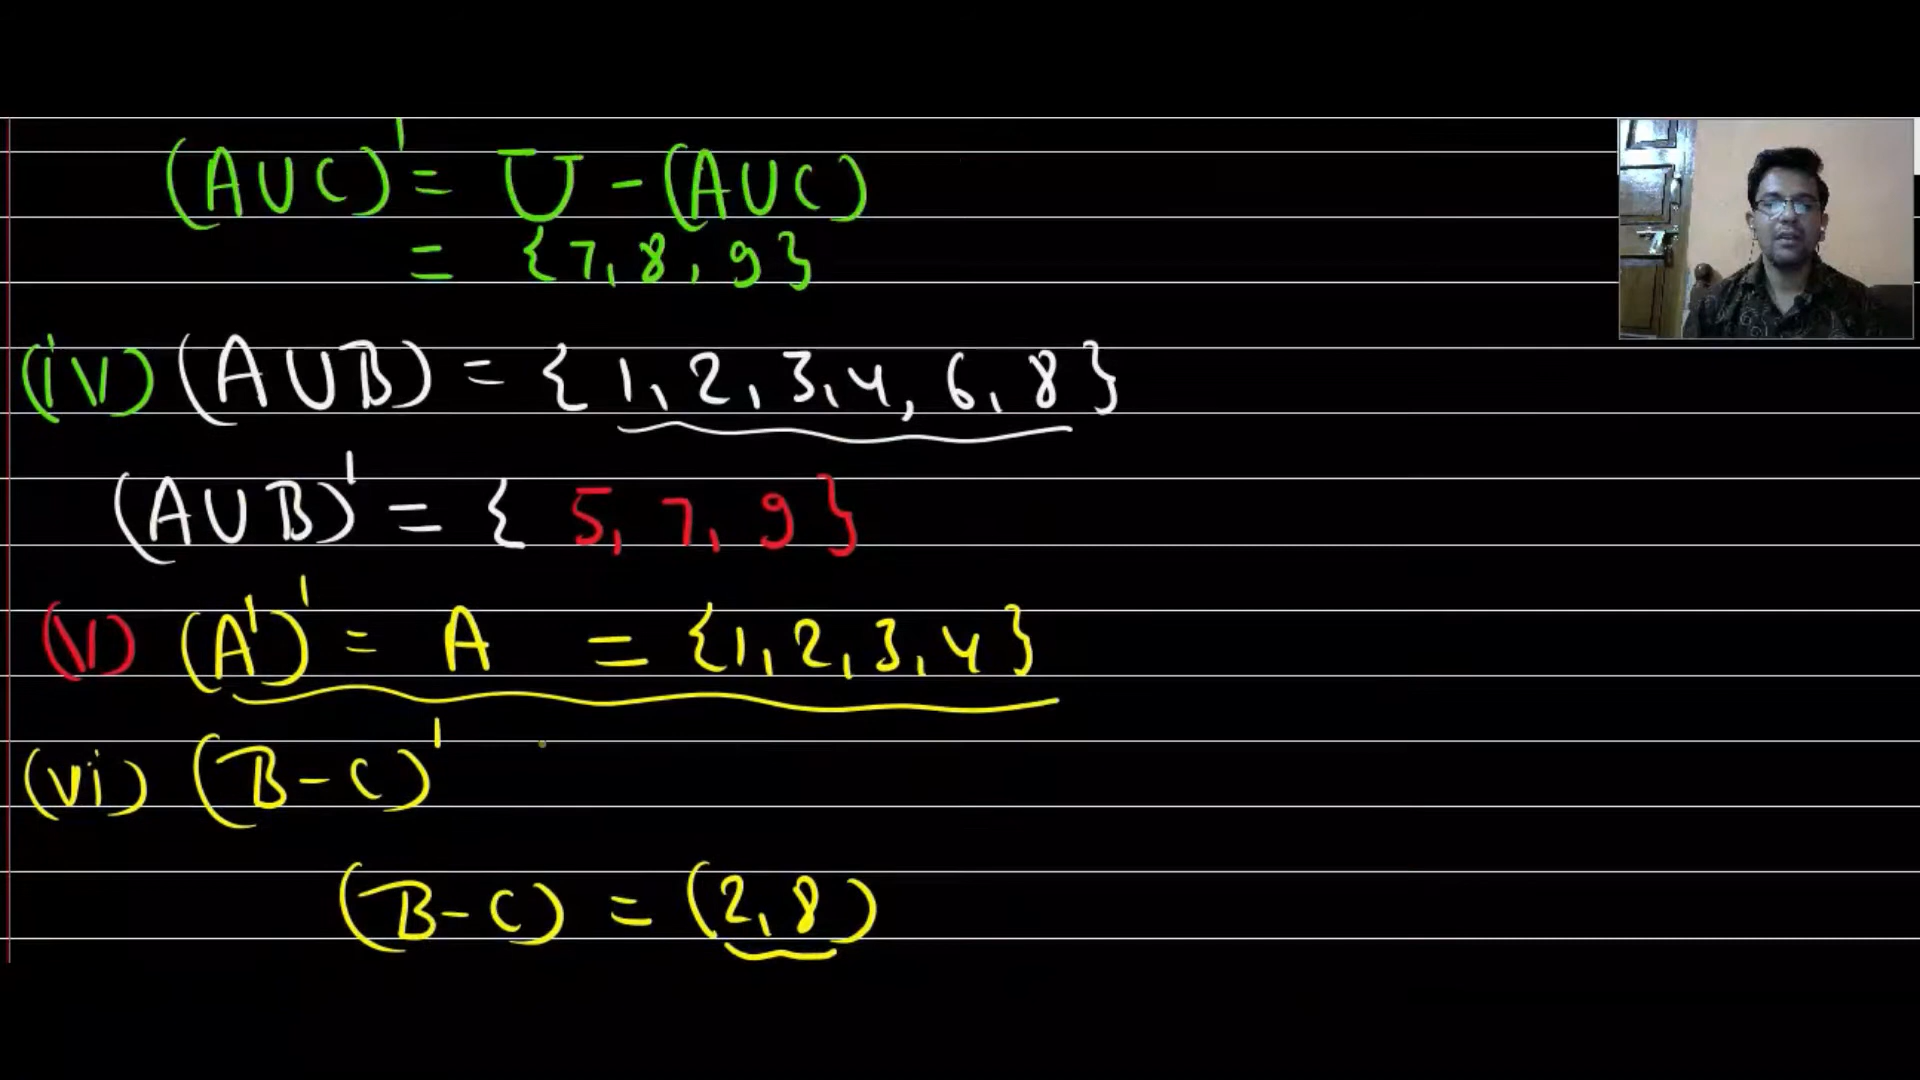 (A∪C)' = U - (A∪C)
= {7, 8, 9}
(iv) (A∪B) = { 1, 2, 3, 4, 6, 8 }
(A∪B)' = { 5, 7, 9 }
(V) (A')' = A = {1, 2, 3, 4}
(vi) (B-C)'
(B-C) = (2, 8)